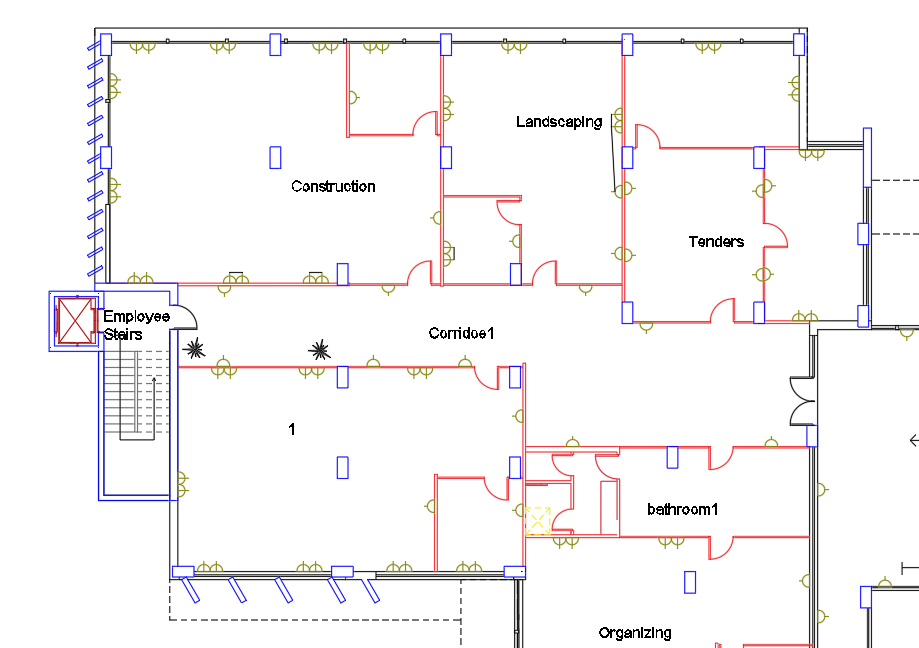 Landscaping
Construction
Tenders
Employee
Stairs
Corridoe1
1
bathroom1
Organizing